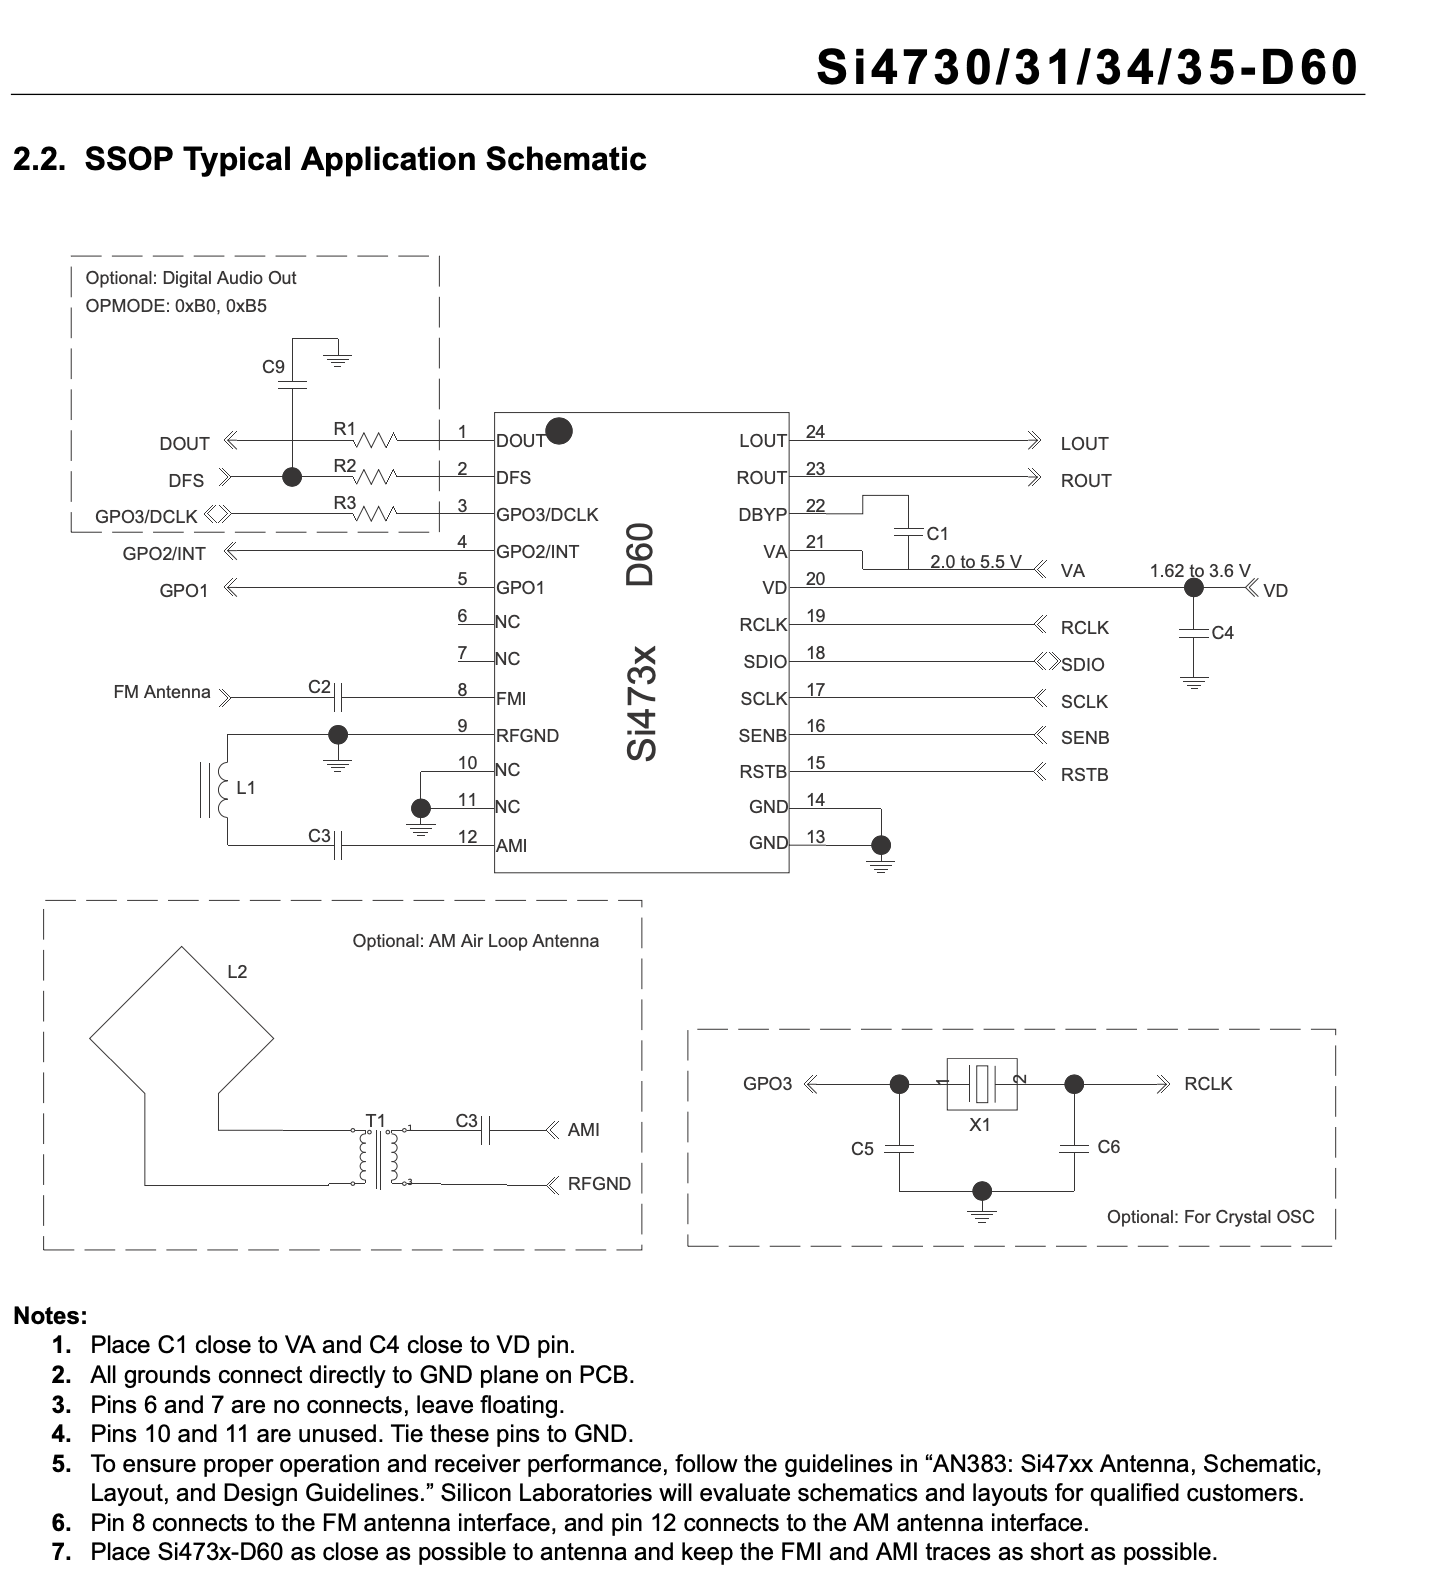 Si4730/31/34/35-D60
2.2. SSOP Typical Application Schematic
Optional: Digital Audio Out
OPMODE: 0xB0, 0xB5
C9
DOUT R1 1 DOUT LOUT 24 LOUT
DFS R2 2 DFS ROUT 23 ROUT
GPO3/DCLK R3 3 GPO3/DCLK DBYP 22 C1
GPO2/INT 4 GPO2/INT VA 21 2.0 to 5.5 V VA
GPO1 5 GPO1 VD 20 1.62 to 3.6 V VD
6 NC RCLK 19 RCLK C4
7 NC SDIO 18 SDIO
FM Antenna C2 8 FMI SCLK 17 SCLK
9 RFGND SENB 16 SENB
L1 10 NC RSTB 15 RSTB
11 NC GND 14
C3 12 AMI GND 13
Si473x D60
Optional: AM Air Loop Antenna
L2
T1 1 C3 AMI
3 RFGND
GPO3 1 2 RCLK
X1
C5 C6
Optional: For Crystal OSC
Notes:
1. Place C1 close to VA and C4 close to VD pin.
2. All grounds connect directly to GND plane on PCB.
3. Pins 6 and 7 are no connects, leave floating.
4. Pins 10 and 11 are unused. Tie these pins to GND.
5. To ensure proper operation and receiver performance, follow the guidelines in “AN383: Si47xx Antenna, Schematic,
Layout, and Design Guidelines.” Silicon Laboratories will evaluate schematics and layouts for qualified customers.
6. Pin 8 connects to the FM antenna interface, and pin 12 connects to the AM antenna interface.
7. Place Si473x-D60 as close as possible to antenna and keep the FMI and AMI traces as short as possible.